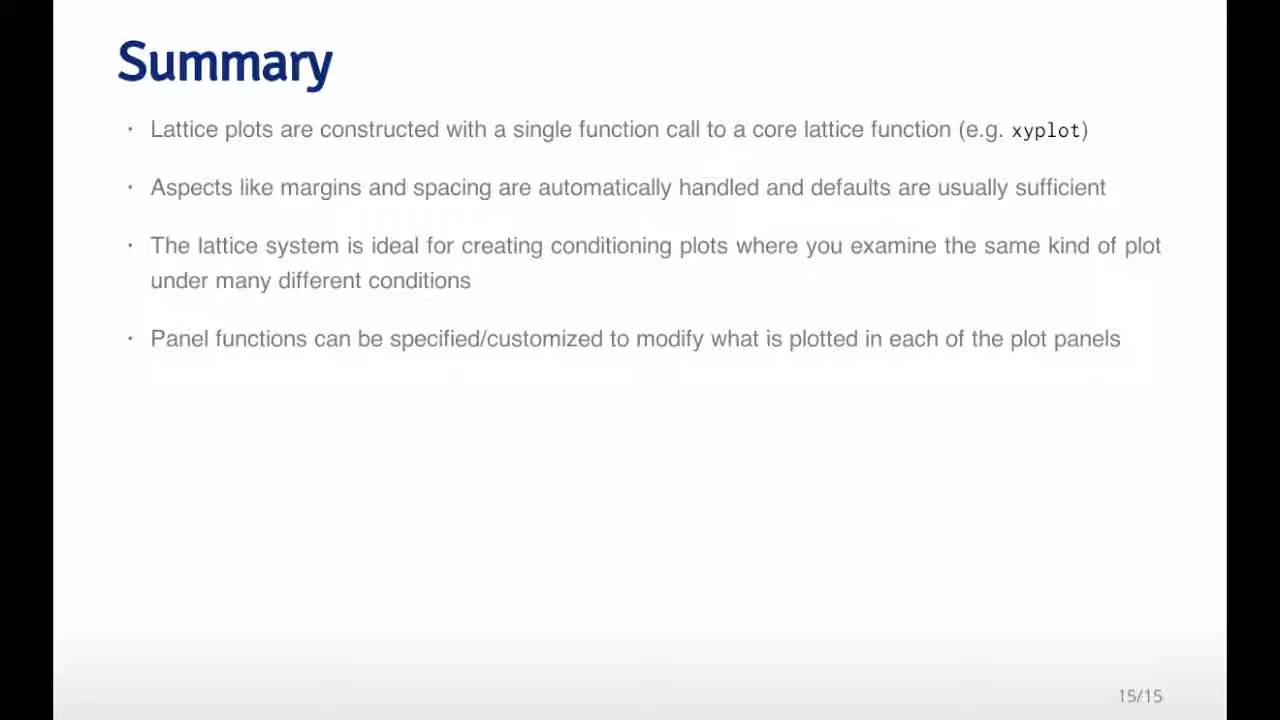 Summary
· Lattice plots are constructed with a single function call to a core lattice function (e.g. xyplot)
· Aspects like margins and spacing are automatically handled and defaults are usually sufficient
· The lattice system is ideal for creating conditioning plots where you examine the same kind of plot
under many different conditions
· Panel functions can be specified/customized to modify what is plotted in each of the plot panels
15/15